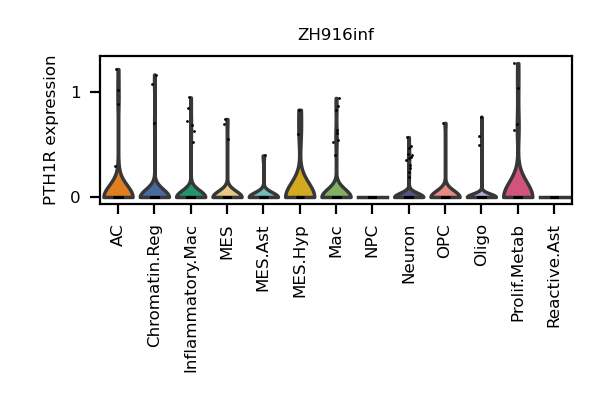 ZH916inf
PTH1R expression
1
0
AC
Chromatin.Reg
Inflammatory.Mac
MES
MES.Ast
MES.Hyp
Mac
NPC
Neuron
OPC
Oligo
Prolif.Metab
Reactive.Ast